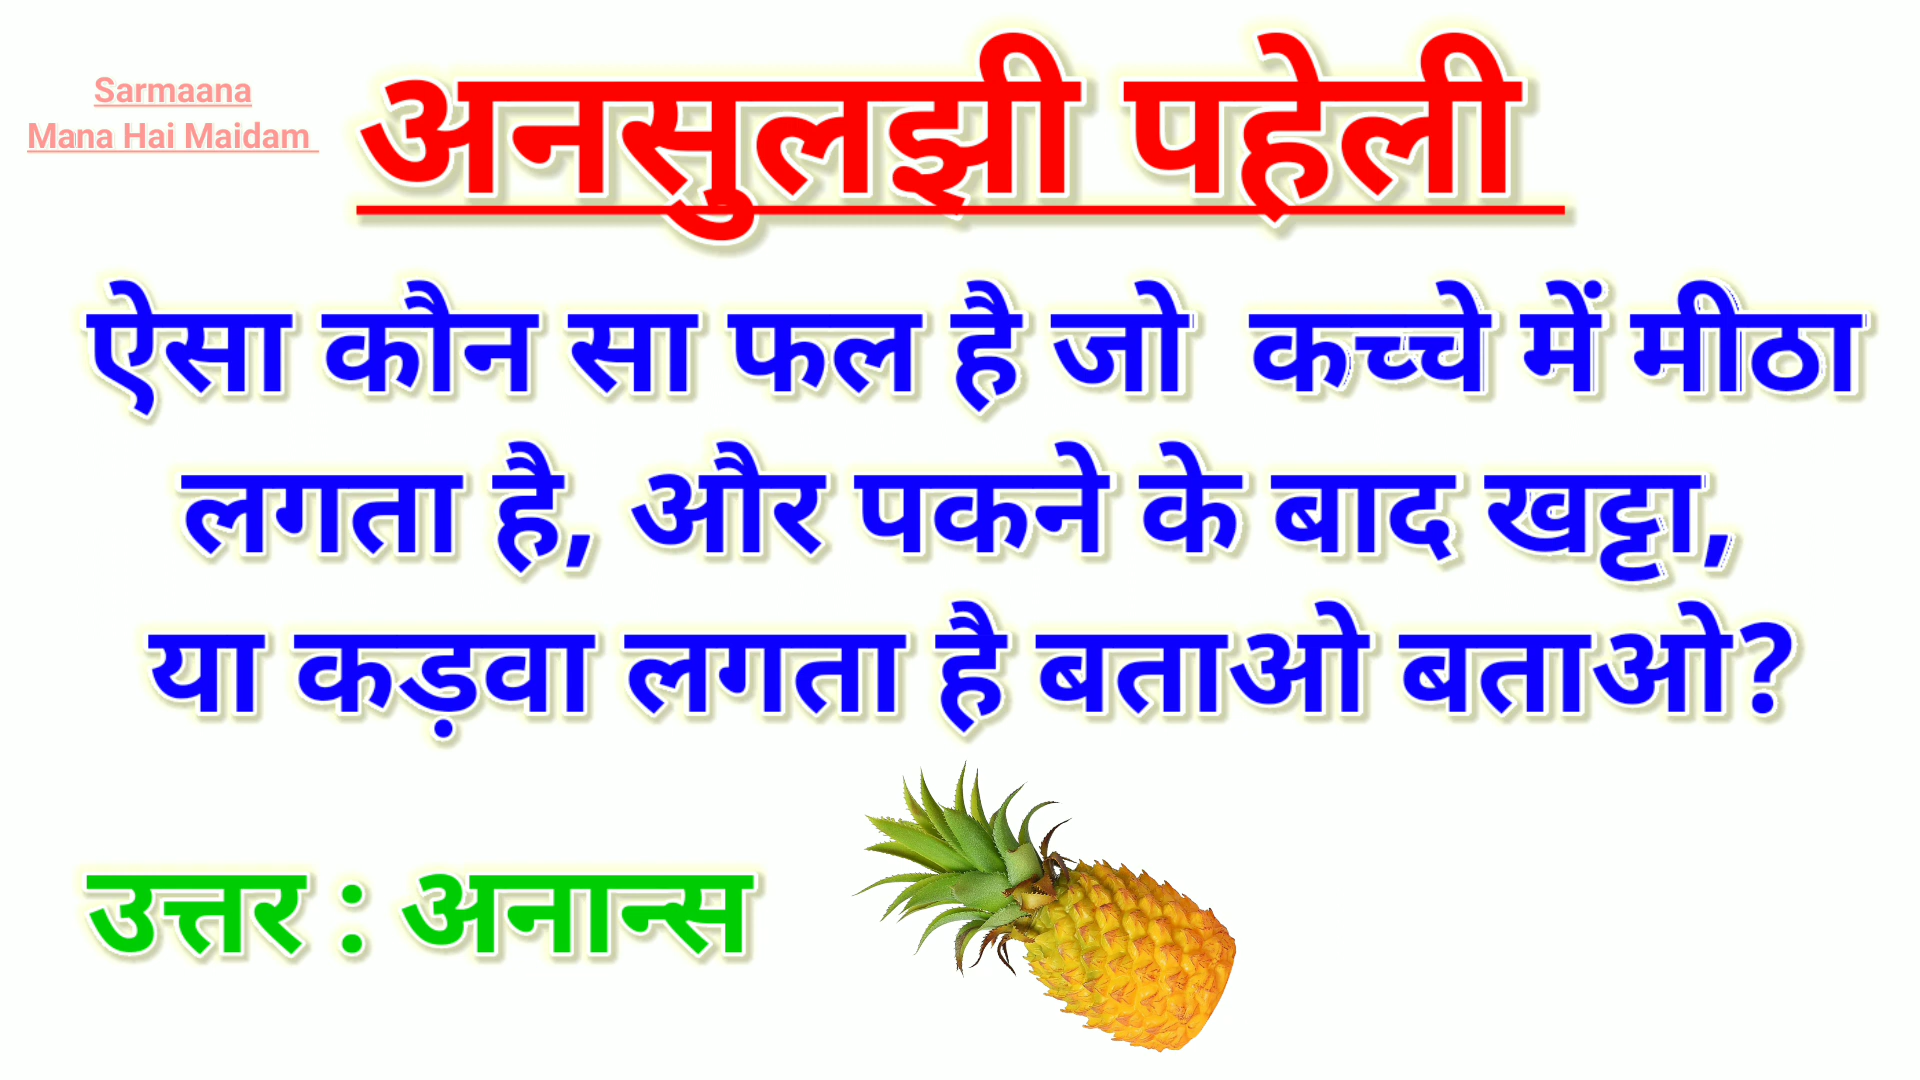 Sarmaana
Mana Hai Maidam
अनसुलझी पहेली
ऐसा कौन सा फल है जो कच्चे में मीठा
लगता है, और पकने के बाद खट्टा,
या कड़वा लगता है बताओ बताओ?
उत्तर : अनान्स